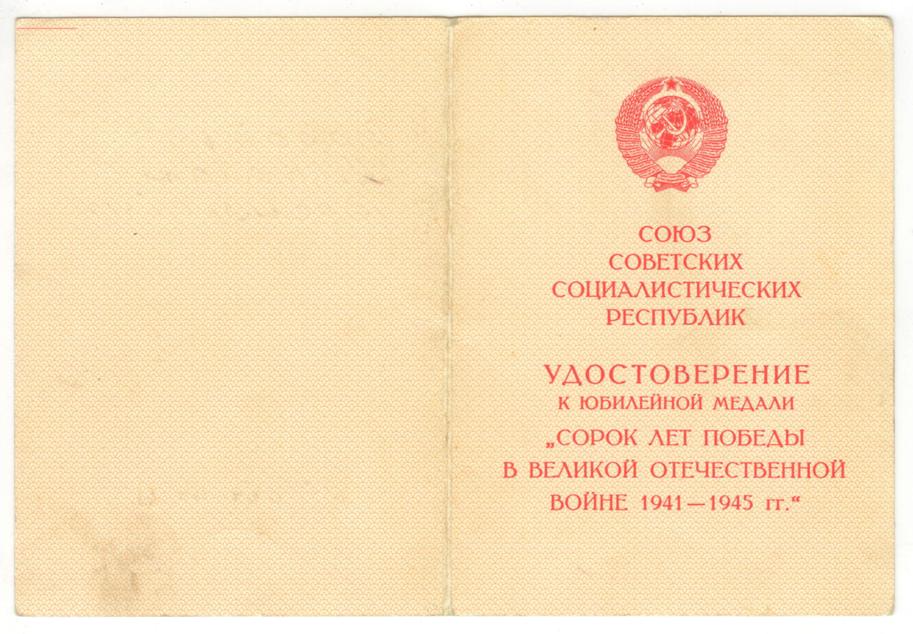 СОЮЗ
СОВЕТСКИХ
СОЦИАЛИСТИЧЕСКИХ
РЕСПУБЛИК
УДОСТОВЕРЕНИЕ
К ЮБИЛЕЙНОЙ МЕДАЛИ
„СОРОК ЛЕТ ПОБЕДЫ
В ВЕЛИКОЙ ОТЕЧЕСТВЕННОЙ
ВОЙНЕ 1941—1945 гг.“